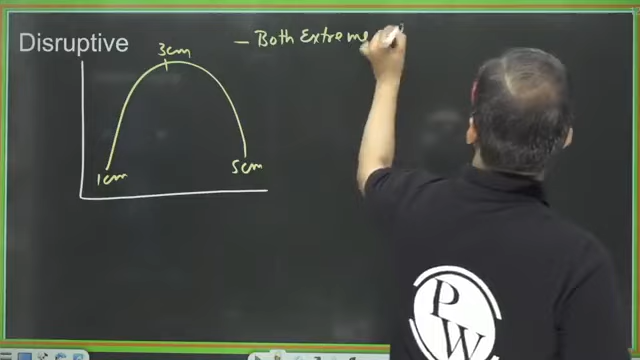 Disruptive
3cm
– Both Extreme
1cm
5cm
PW